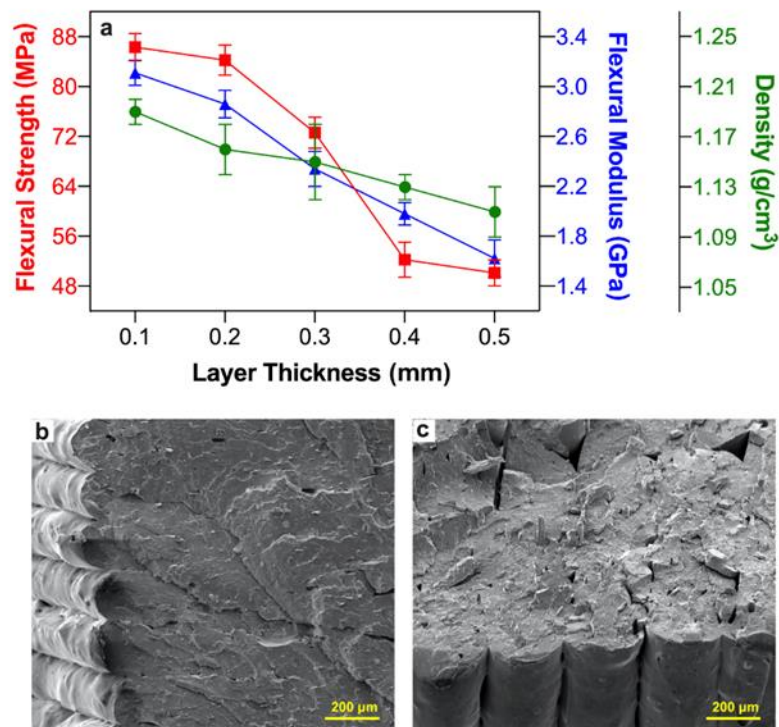 a
Flexural Strength (MPa)
88
80
72
64
56
48
3.4
3.0
2.6
2.2
1.8
1.4
Flexural Modulus (GPa)
1.25
1.21
1.17
1.13
1.09
1.05
Density (g/cm³)
0.1 0.2 0.3 0.4 0.5
Layer Thickness (mm)
b
200 µm
c
200 µm